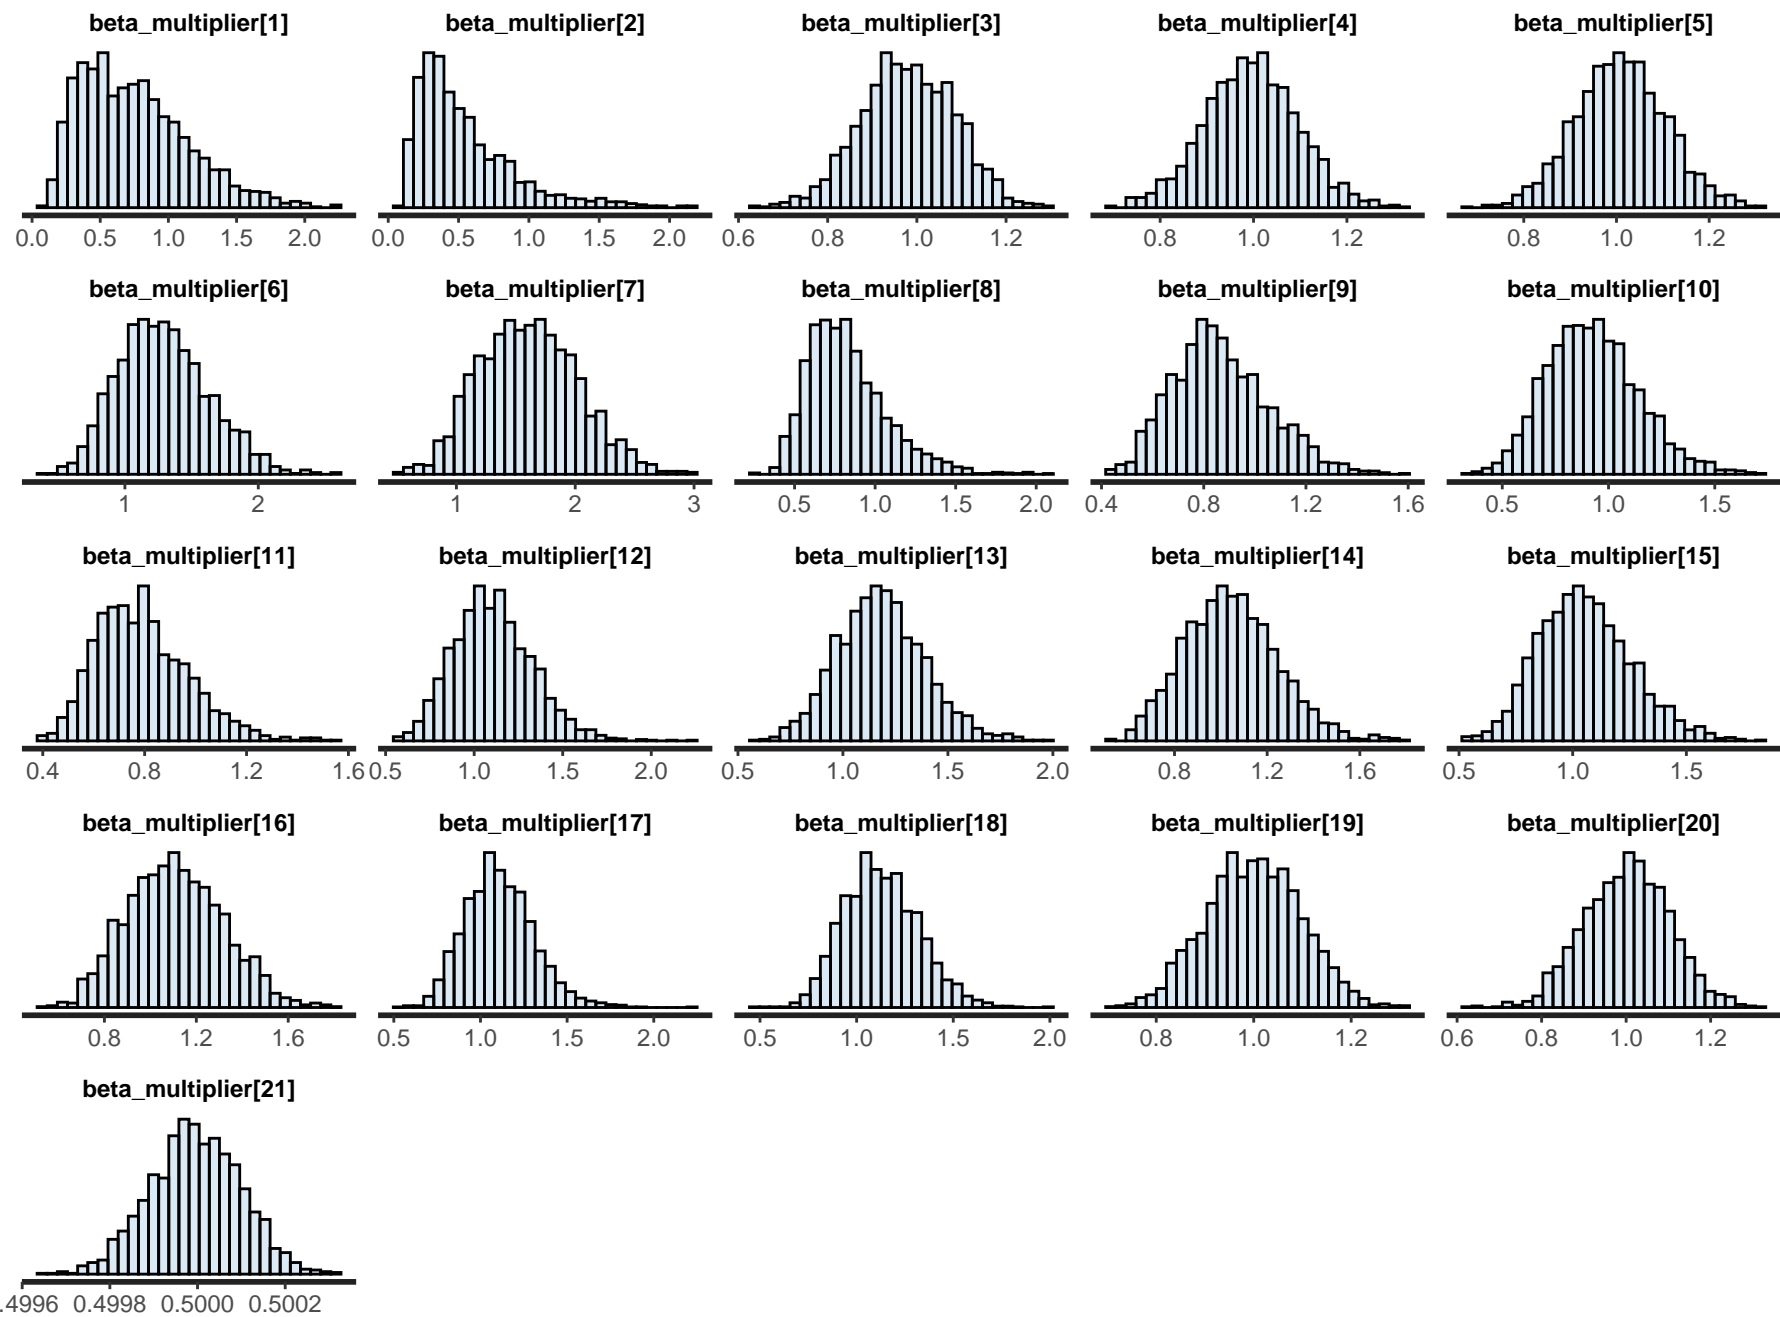 beta_multiplier[1] beta_multiplier[2] beta_multiplier[3] beta_multiplier[4] beta_multiplier[5]
0.0 0.5 1.0 1.5 2.0 0.0 0.5 1.0 1.5 2.0 0.6 0.8 1.0 1.2 0.8 1.0 1.2 0.8 1.0 1.2
beta_multiplier[6] beta_multiplier[7] beta_multiplier[8] beta_multiplier[9] beta_multiplier[10]
1 2 1 2 3 0.5 1.0 1.5 2.0 0.4 0.8 1.2 1.6 0.5 1.0 1.5
beta_multiplier[11] beta_multiplier[12] beta_multiplier[13] beta_multiplier[14] beta_multiplier[15]
0.4 0.8 1.2 1.6 0.5 1.0 1.5 2.0 0.5 1.0 1.5 2.0 0.8 1.2 1.6 0.5 1.0 1.5
beta_multiplier[16] beta_multiplier[17] beta_multiplier[18] beta_multiplier[19] beta_multiplier[20]
0.8 1.2 1.6 0.5 1.0 1.5 2.0 0.5 1.0 1.5 2.0 0.8 1.0 1.2 0.6 0.8 1.0 1.2
beta_multiplier[21]
.4996 0.4998 0.5000 0.5002